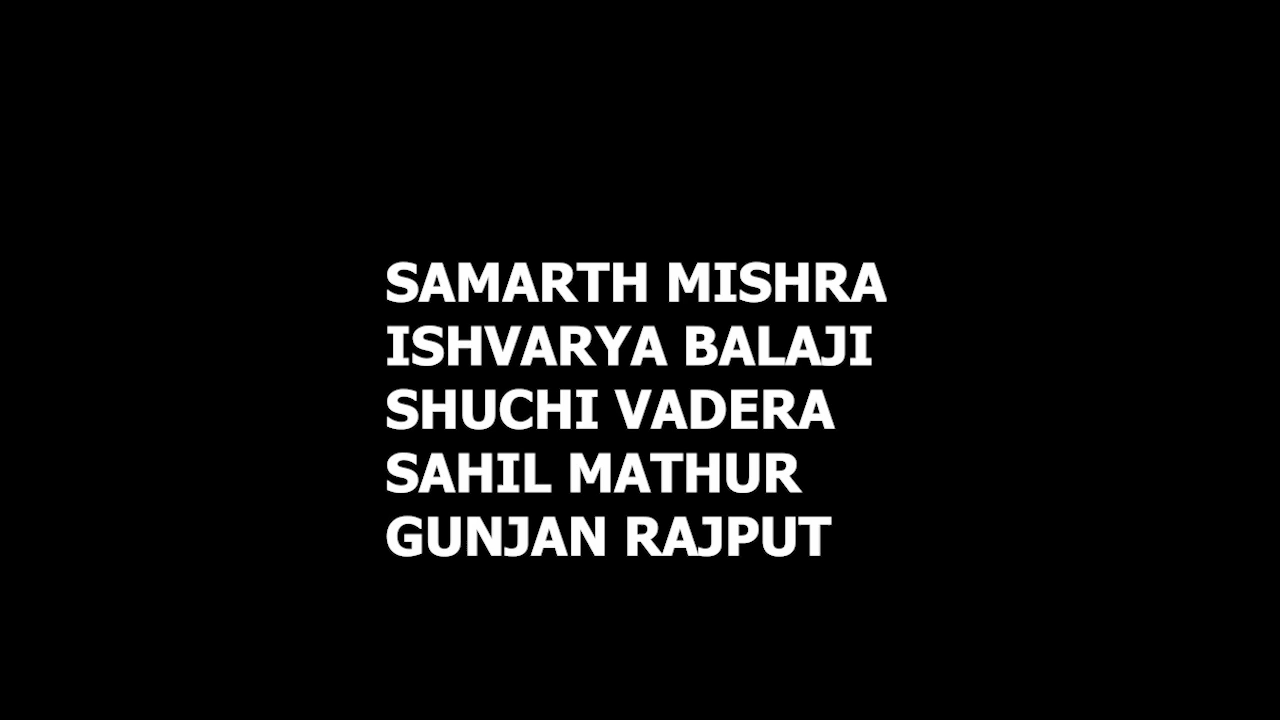 SAMARTH MISHRA
ISHVARYA BALAJI
SHUCHI VADERA
SAHIL MATHUR
GUNJAN RAJPUT